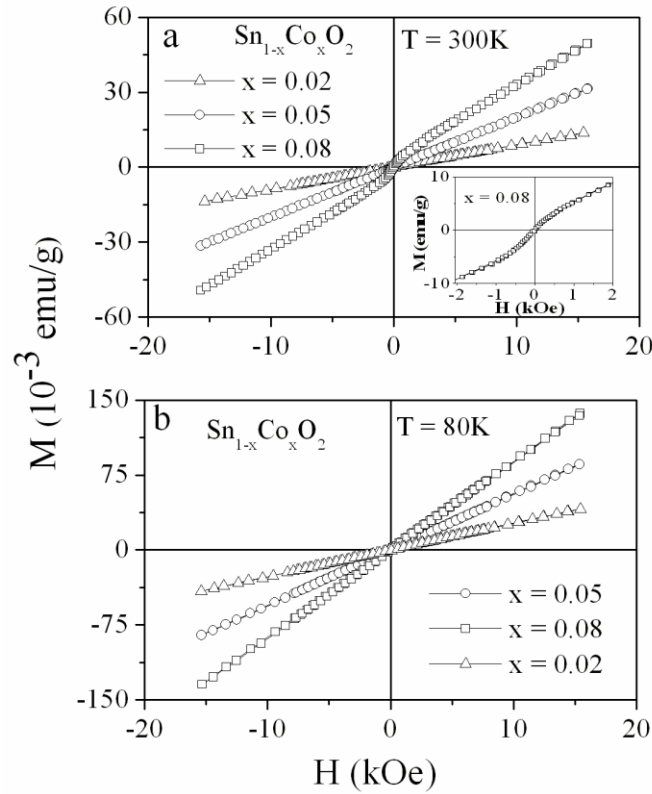 a
Sn1-xCoxO2
T = 300K
x = 0.02
x = 0.05
x = 0.08
60
30
0
-30
-60
-20
-10
0
10
20
x = 0.08
M (emu/g)
10
0
-10
-2
-1
0
1
2
H (kOe)
M (10-3 emu/g)
b
Sn1-xCoxO2
T = 80K
150
75
0
-75
-150
x = 0.05
x = 0.08
x = 0.02
-20
-10
0
10
20
H (kOe)